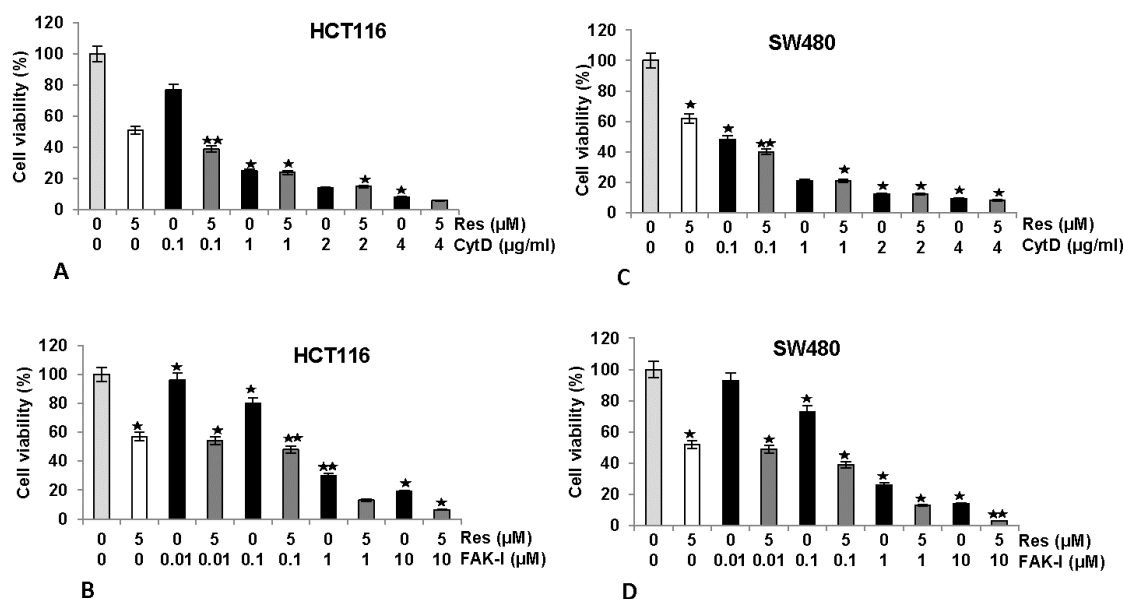 HCT116
Cell viability (%)
120
100
80
60
40
20
0
0 5 0 5 0 5 0 5 0 5 Res (µM)
0 0 0.1 0.1 1 1 2 2 4 4 CytD (µg/ml)
A
SW480
Cell viability (%)
120
100
80
60
40
20
0
0 5 0 5 0 5 0 5 0 5 Res (µM)
0 0 0.1 0.1 1 1 2 2 4 4 CytD (µg/ml)
C
HCT116
Cell viability (%)
120
100
80
60
40
20
0
0 5 0 5 0 5 0 5 0 5 Res (µM)
0 0 0.01 0.01 0.1 0.1 1 1 10 10 FAK-I (µM)
B
SW480
Cell viability (%)
120
100
80
60
40
20
0
0 5 0 5 0 5 0 5 0 5 Res (µM)
0 0 0.01 0.01 0.1 0.1 1 1 10 10 FAK-I (µM)
D